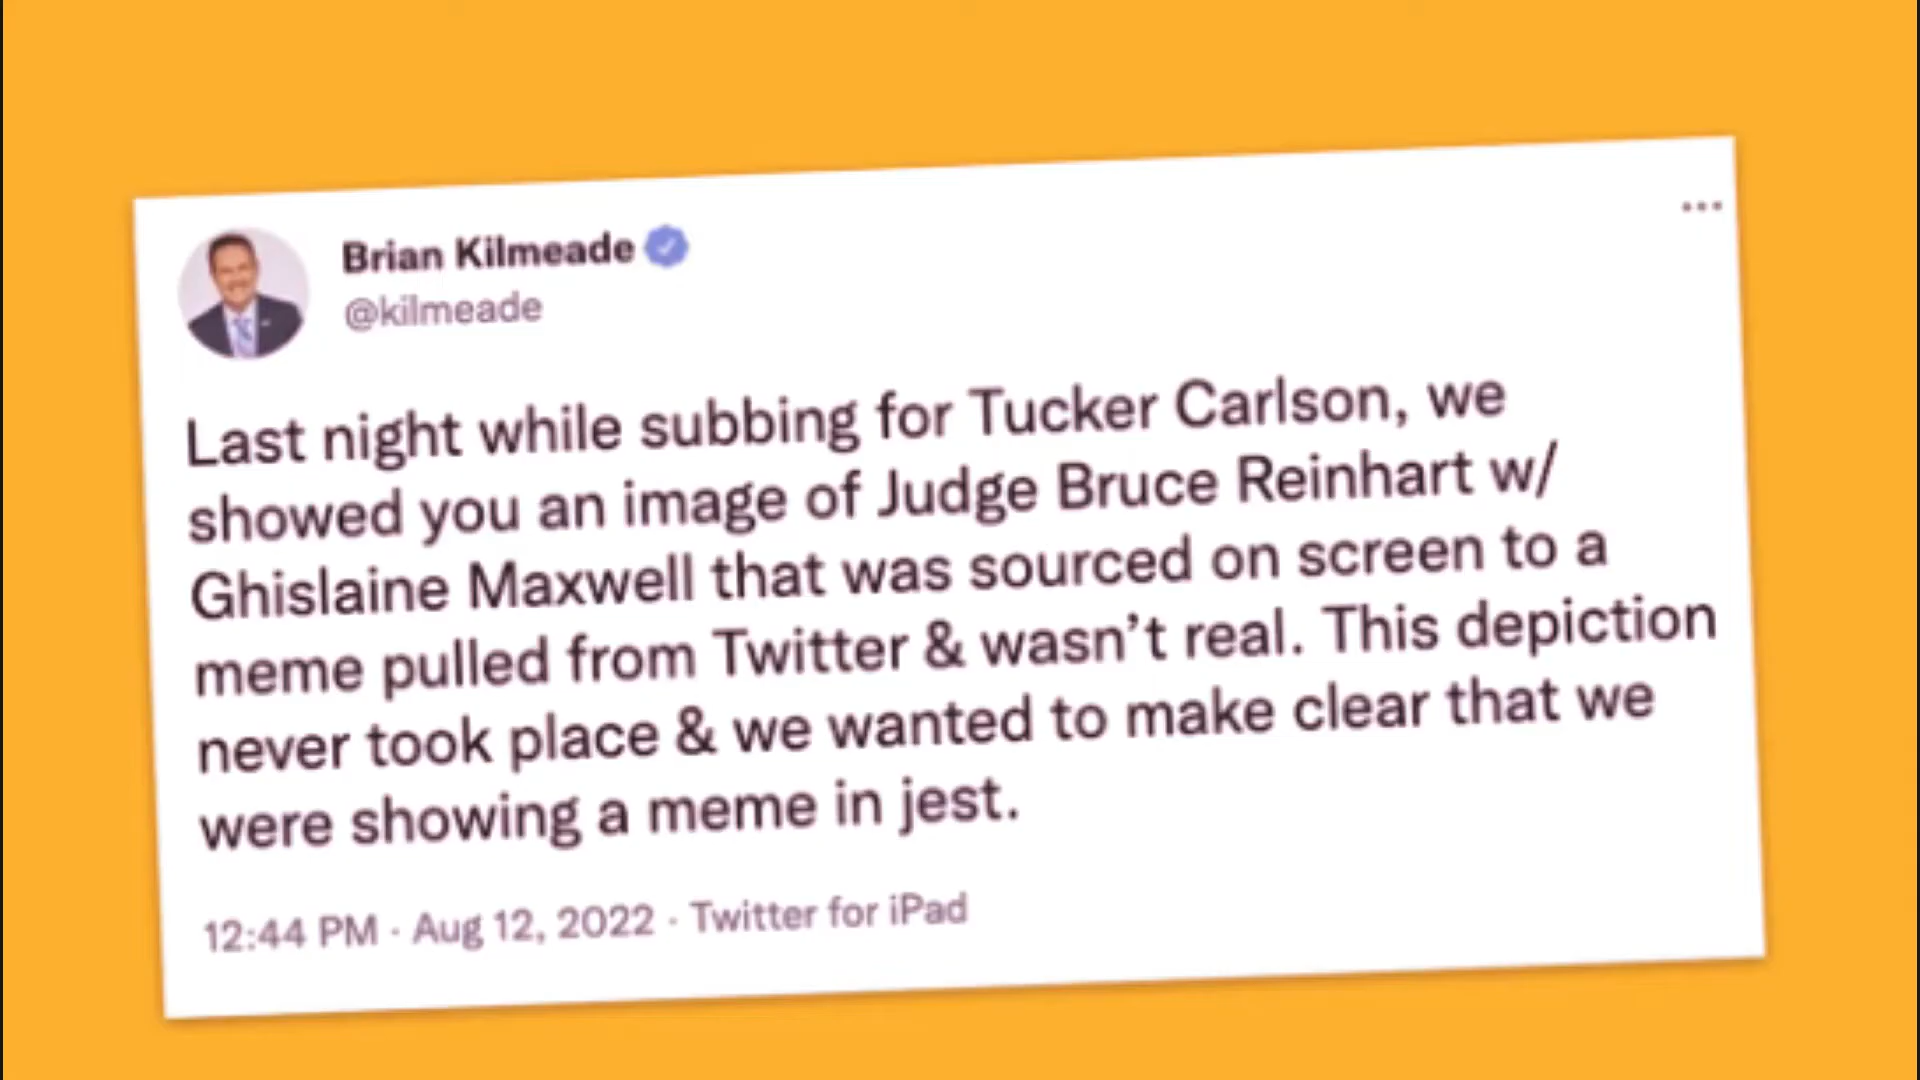 Brian Kilmeade
@kilmeade
Last night while subbing for Tucker Carlson, we
showed you an image of Judge Bruce Reinhart w/
Ghislaine Maxwell that was sourced on screen to a
meme pulled from Twitter & wasn’t real. This depiction
never took place & we wanted to make clear that we
were showing a meme in jest.
12:44 PM · Aug 12, 2022 · Twitter for iPad